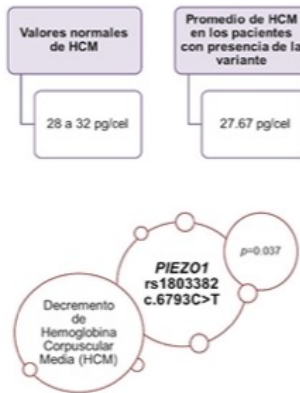 Valores normales
de HCM
Promedio de HCM
en los pacientes
con presencia de la
variante
28 a 32 pg/cel
27.67 pg/cel
p=0.037
PIEZO1
rs1803382
c.6793C>T
Decremento
de
Hemoglobina
Corpuscular
Media (HCM)